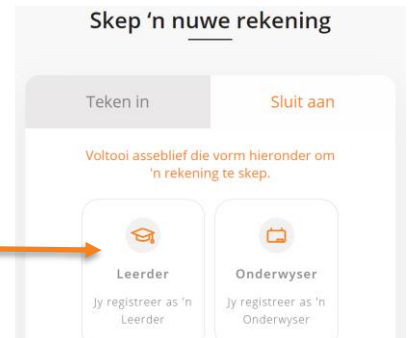 Skep ‘n nuwe rekening
Teken in
Sluit aan
Voltooi asseblief die vorm hieronder om
'n rekening te skep.
Leerder
Onderwyser
Jy registreer as 'n
Leerder
Jy registreer as 'n
Onderwyser